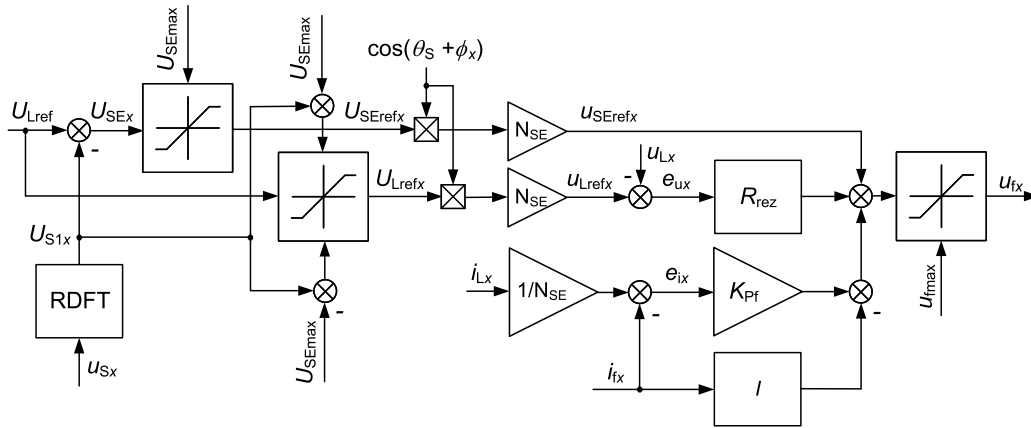 U_SEmax
U_SEmax
cos(θ_S +ϕ_x)
U_Lref
U_SEx
U_SErefx
N_SE
u_SErefx
-
U_Lrefx
N_SE
u_Lrefx
-
u_Lx
e_ux
R_rez
u_fx
U_S1x
RDFT
u_Sx
-
U_SEmax
i_Lx
1/N_SE
e_ix
-
K_Pf
-
u_fmax
i_fx
I